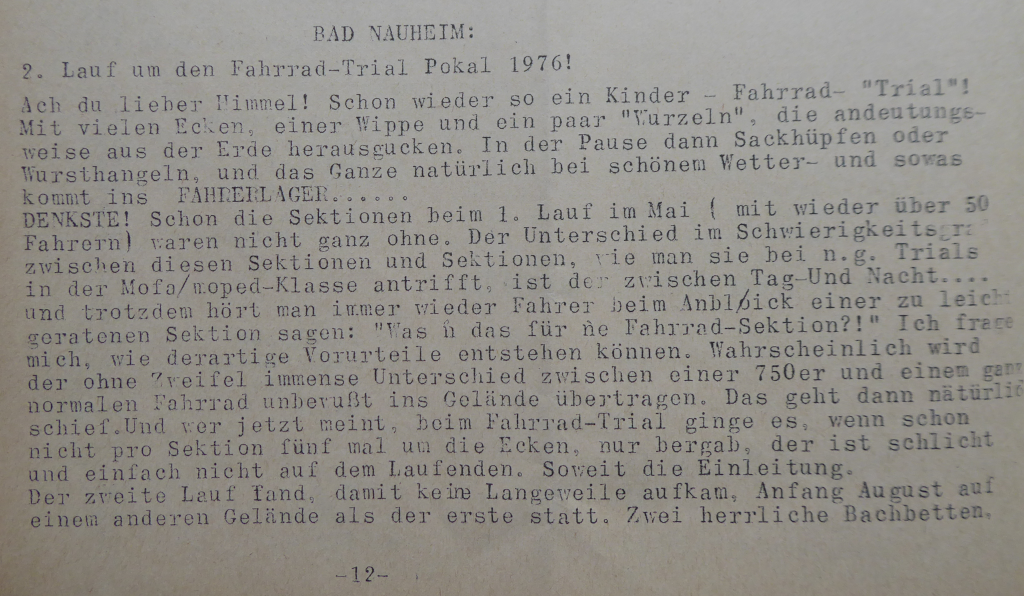 BAD NAUHEIM:
2. Lauf um den Fahrrad-Trial Pokal 1976!
Ach du lieber Himmel! Schon wieder so ein Kinder - Fahrrad- "Trial"!
Mit vielen Ecken, einer Wippe und ein paar "Wurzeln", die andeutungs-
weise aus der Erde herausgucken. In der Pause dann Sackhüpfen oder
Wursthangeln, und das Ganze natürlich bei schönem Wetter- und sowas
kommt ins FAHRERLAGER......
DENKSTE! Schon die Sektionen beim 1. Lauf im Mai ( mit wieder über 50
Fahrern) waren nicht ganz ohne. Der Unterschied im Schwierigkeitsgra
zwischen diesen Sektionen und Sektionen, wie man sie bei n.g. Trials
in der Mofa/moped-Klasse antrifft, ist der zwischen Tag-Und Nacht....
und trotzdem hört man immer wieder Fahrer beim Anbl/ick einer zu leich
geratenen Sektion sagen: "Was n das für ne Fahrrad-Sektion?!" Ich frage
mich, wie derartige Vorurteile entstehen können. Wahrscheinlich wird
der ohne Zweifel immense Unterschied zwischen einer 750er und einem ganz
normalen Fahrrad unbewußt ins Gelände übertragen. Das geht dann natürlic
schief.Und wer jetzt meint, beim Fahrrad-Trial ginge es, wenn schon
nicht pro Sektion fünf mal um die Ecken, nur bergab, der ist schlicht
und einfach nicht auf dem Laufenden. Soweit die Einleitung.
Der zweite Lauf fand, damit keine Langeweile aufkam, Anfang August auf
einem anderen Gelände als der erste statt. Zwei herrliche Bachbetten,
-12-